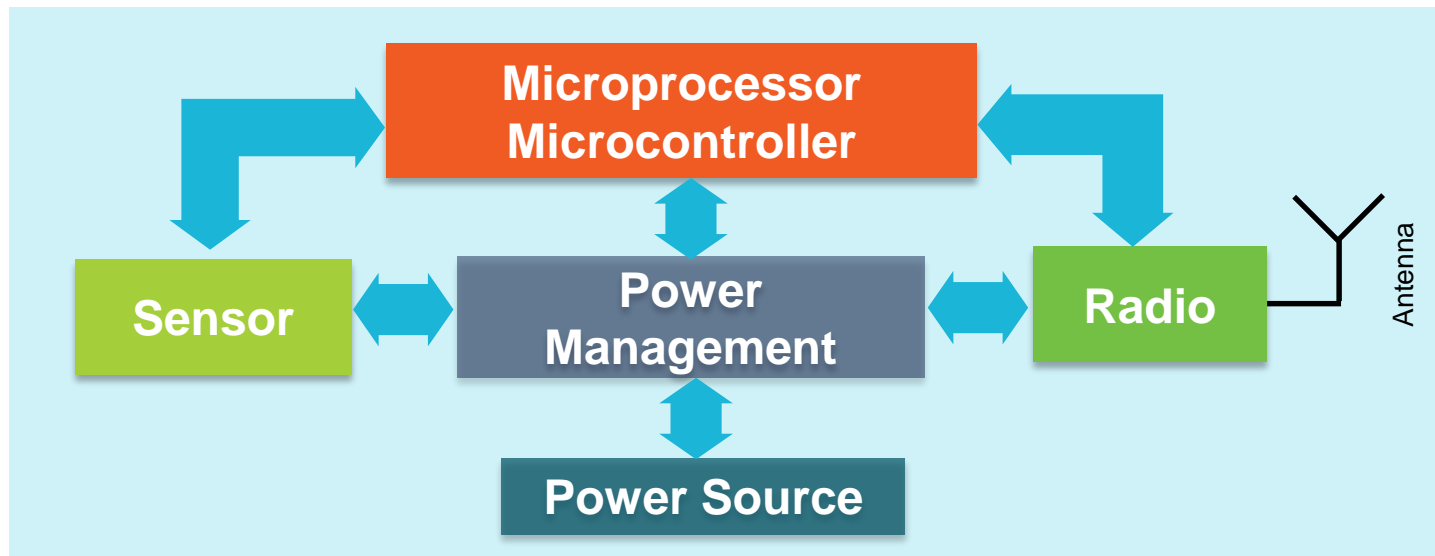 Microprocessor
Microcontroller
Sensor
Power
Management
Radio
Antenna
Power Source